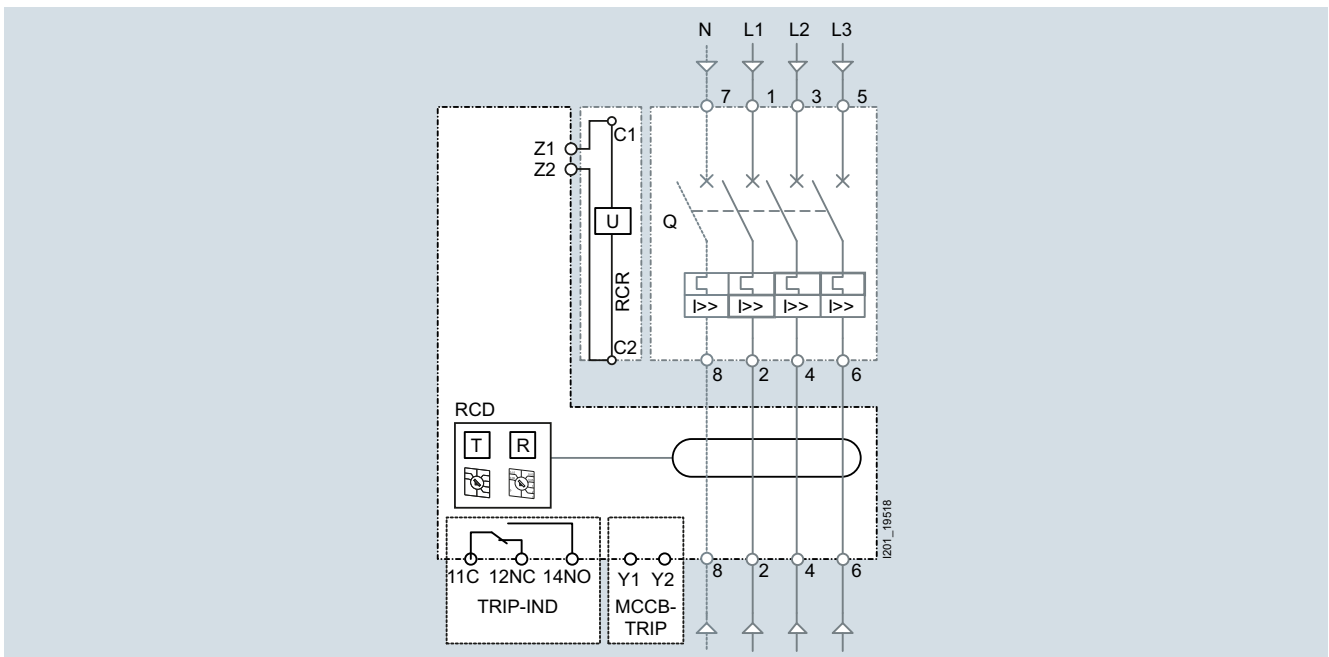 N L1 L2 L3
7 1 3 5
C1
Z1
Z2
U
Q
RCR
I>> I>> I>> I>>
C2
8 2 4 6
RCD
T R
I201_19518
11C 12NC 14NO
Y1 Y2
8 2 4 6
TRIP-IND
MCCB-
TRIP